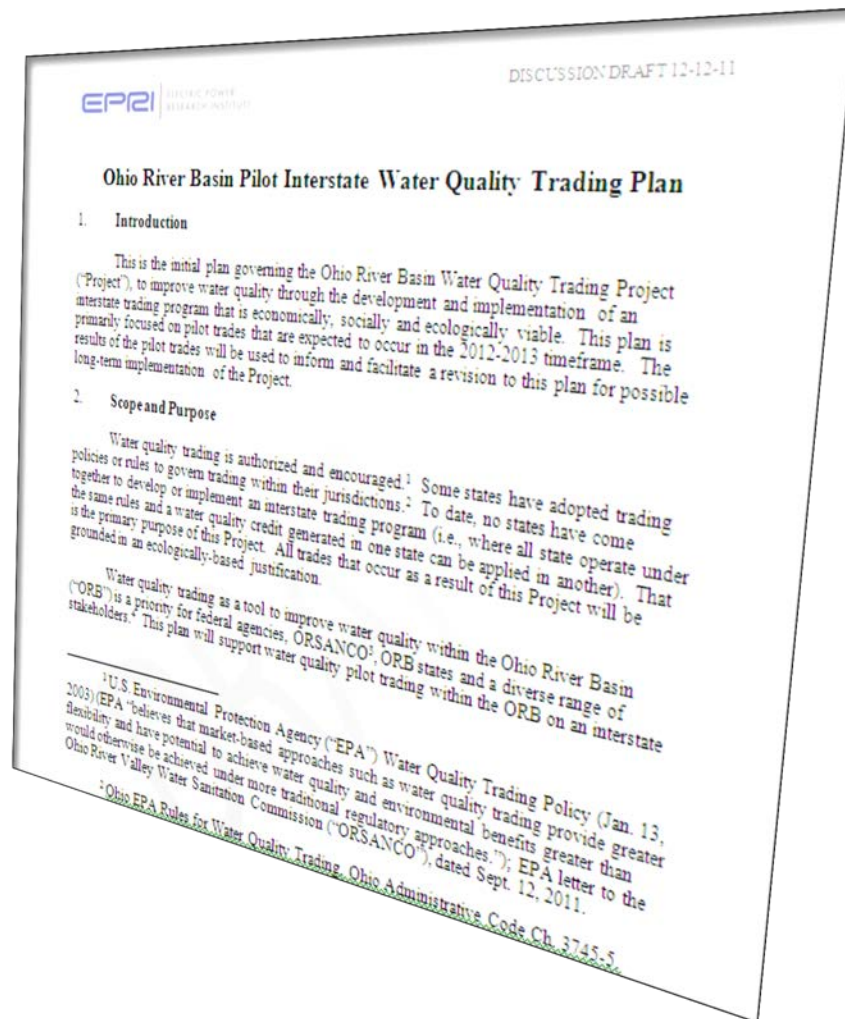 DISCUSSION DRAFT 12-12-11
EPRI | ELECTRIC POWER
RESEARCH INSTITUTE
Ohio River Basin Pilot Interstate Water Quality Trading Plan
1. Introduction
This is the initial plan governing the Ohio River Basin Water Quality Trading Project
("Project"), to improve water quality through the development and implementation of an
interstate trading program that is economically, socially and ecologically viable. This plan is
primarily focused on pilot trades that are expected to occur in the 2012-2013 timeframe. The
results of the pilot trades will be used to inform and facilitate a revision to this plan for possible
long-term implementation of the Project.
2. Scope and Purpose
Water quality trading is authorized and encouraged.1 Some states have adopted trading
policies or rules to govern trading within their jurisdictions.2 To date, no states have come
together to develop or implement an interstate trading program (i.e., where all state operate under
the same rules and a water quality credit generated in one state can be applied in another). That
is the primary purpose of this Project. All trades that occur as a result of this Project will be
grounded in an ecologically-based justification.
Water quality trading as a tool to improve water quality within the Ohio River Basin
("ORB") is a priority for federal agencies, ORSANCO3, ORB states and a diverse range of
stakeholders.4 This plan will support water quality pilot trading within the ORB on an interstate
1 U.S. Environmental Protection Agency ("EPA") Water Quality Trading Policy (Jan. 13,
2003) (EPA "believes that market-based approaches such as water quality trading provide greater
flexibility and have potential to achieve water quality and environmental benefits greater than
would otherwise be achieved under more traditional regulatory approaches."); EPA letter to the
Ohio River Valley Water Sanitation Commission ("ORSANCO"), dated Sept. 12, 2011.
2 Ohio EPA Rules for Water Quality Trading, Ohio Administrative Code Ch. 3745-5.